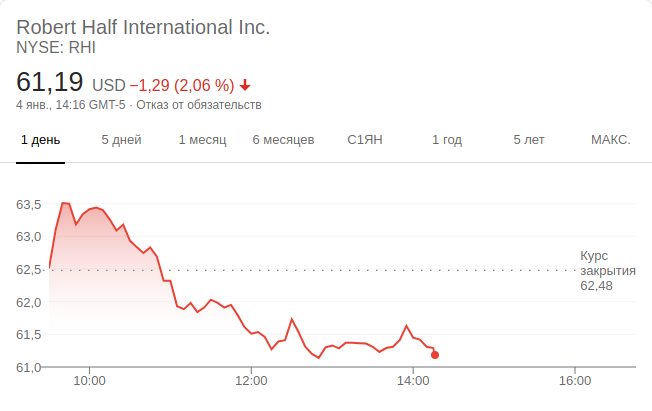 Robert Half International Inc.
NYSE: RHI
61,19 USD −1,29 (2,06 %)
4 янв., 14:16 GMT-5 · Отказ от обязательств
1 день 5 дней 1 месяц 6 месяцев С1ЯН 1 год 5 лет МАКС.
63,5
63,0
62,5
62,0
61,5
61,0
Курс
закрытия
62,48
10:00 12:00 14:00 16:00